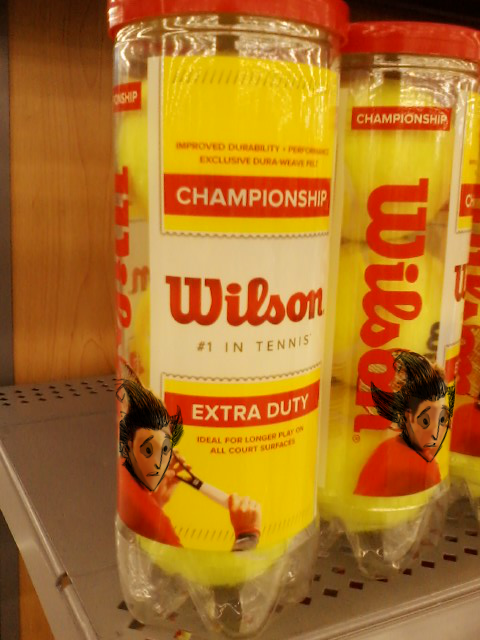 IMPROVED DURABILITY • PERFORMANCE
EXCLUSIVE DURA-WEAVE FELT
CHAMPIONSHIP
Wilson
#1 IN TENNIS
EXTRA DUTY
IDEAL FOR LONGER PLAY ON
ALL COURT SURFACES
CHAMPIONSHIP
Wilson